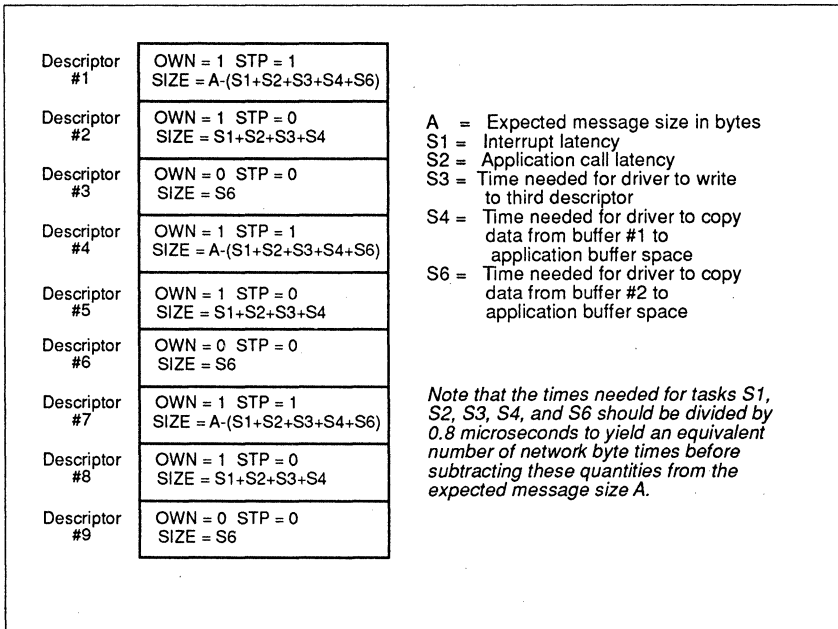 Descriptor #1
OWN = 1 STP = 1
SIZE = A-(S1+S2+S3+S4+S6)
Descriptor #2
OWN = 1 STP = 0
SIZE = S1+S2+S3+S4
Descriptor #3
OWN = 0 STP = 0
SIZE = S6
Descriptor #4
OWN = 1 STP = 1
SIZE = A-(S1+S2+S3+S4+S6)
Descriptor #5
OWN = 1 STP = 0
SIZE = S1+S2+S3+S4
Descriptor #6
OWN = 0 STP = 0
SIZE = S6
Descriptor #7
OWN = 1 STP = 1
SIZE = A-(S1+S2+S3+S4+S6)
Descriptor #8
OWN = 1 STP = 0
SIZE = S1+S2+S3+S4
Descriptor #9
OWN = 0 STP = 0
SIZE = S6
A = Expected message size in bytes
S1 = Interrupt latency
S2 = Application call latency
S3 = Time needed for driver to write
to third descriptor
S4 = Time needed for driver to copy
data from buffer #1 to
application buffer space
S6 = Time needed for driver to copy
data from buffer #2 to
application buffer space
Note that the times needed for tasks S1,
S2, S3, S4, and S6 should be divided by
0.8 microseconds to yield an equivalent
number of network byte times before
subtracting these quantities from the
expected message size A.